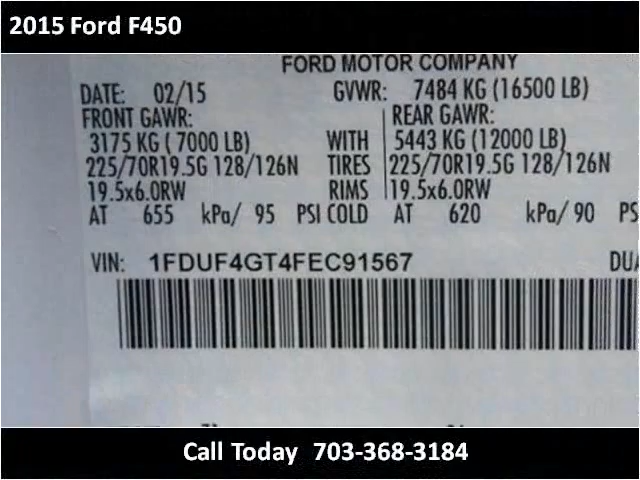 2015 Ford F450
FORD MOTOR COMPANY
DATE: 02/15 GVWR: 7484 KG (16500 LB)
FRONT GAWR: REAR GAWR:
3175 KG ( 7000 LB) WITH 5443 KG (12000 LB)
225/70R19.5G 128/126N TIRES 225/70R19.5G 128/126N
19.5x6.0RW RIMS 19.5x6.0RW
AT 655 kPa/ 95 PSI COLD AT 620 kPa/ 90 PS
VIN: 1FDUF4GT4FEC91567 DUA
Call Today 703-368-3184